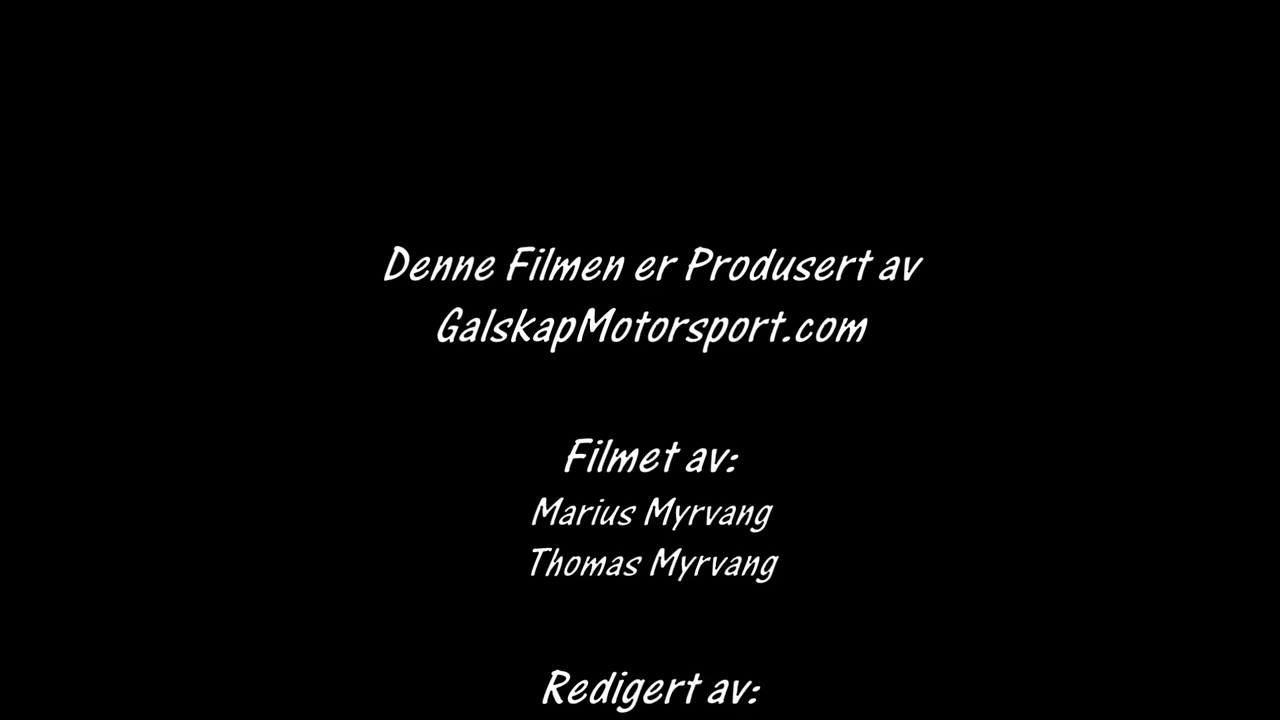 Denne Filmen er Produsert av
GalskapMotorsport.com
Filmet av:
Marius Myrvang
Thomas Myrvang
Redigert av: